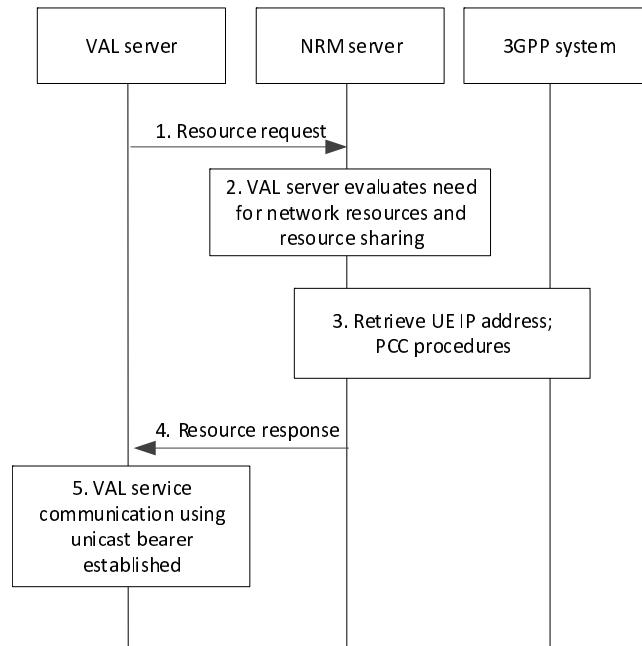 VAL server
NRM server
3GPP system
1. Resource request
2. VAL server evaluates need
for network resources and
resource sharing
3. Retrieve UE IP address;
PCC procedures
4. Resource response
5. VAL service
communication using
unicast bearer
established